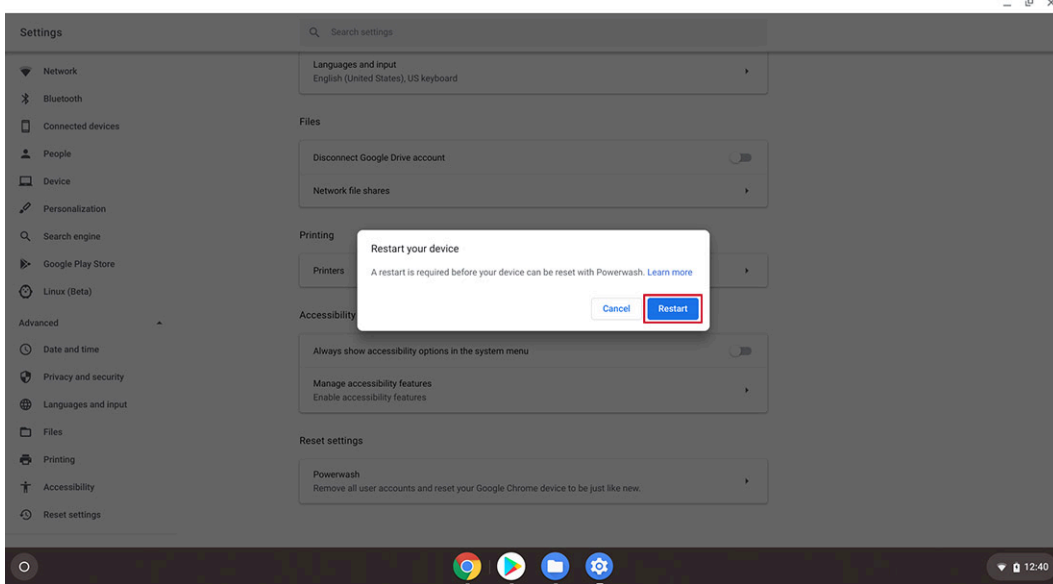 Settings
Search settings
Network
Bluetooth
Connected devices
People
Device
Personalization
Search engine
Google Play Store
Linux (Beta)
Advanced
Date and time
Privacy and security
Languages and input
Files
Printing
Accessibility
Reset settings
Languages and input
English (United States), US keyboard
Files
Disconnect Google Drive account
Network file shares
Printing
Printers
Restart your device
A restart is required before your device can be reset with Powerwash. Learn more
Cancel
Restart
Accessibility
Always show accessibility options in the system menu
Manage accessibility features
Enable accessibility features
Reset settings
Powerwash
Remove all user accounts and reset your Google Chrome device to be just like new.
12:40